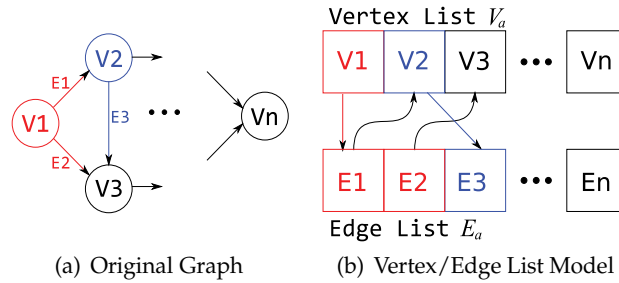 V1
E1
E2
V2
E3
V3
•••
Vn
(a) Original Graph
Vertex List Va
V1 V2 V3 ••• Vn
E1 E2 E3 ••• En
Edge List Ea
(b) Vertex/Edge List Model